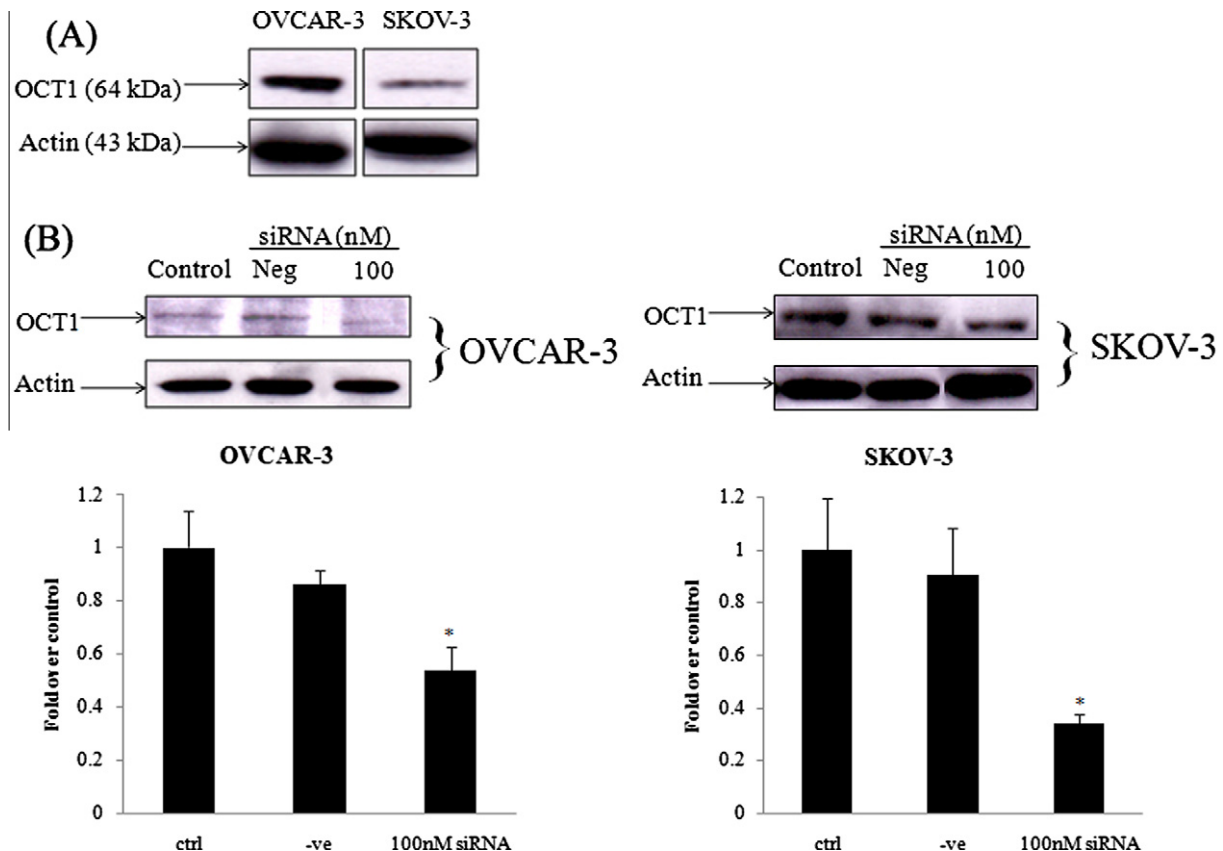 (A)
OVCAR-3 SKOV-3
OCT1 (64 kDa)
Actin (43 kDa)
(B)
siRNA(nM)
Control Neg 100
OCT1
Actin
OVCAR-3
siRNA(nM)
Control Neg 100
OCT1
Actin
SKOV-3
OVCAR-3
Fold over control
1.2
1
0.8
0.6
0.4
0.2
0
*
ctrl -ve 100nM siRNA
SKOV-3
Fold over control
1.2
1
0.8
0.6
0.4
0.2
0
*
ctrl -ve 100nM siRNA